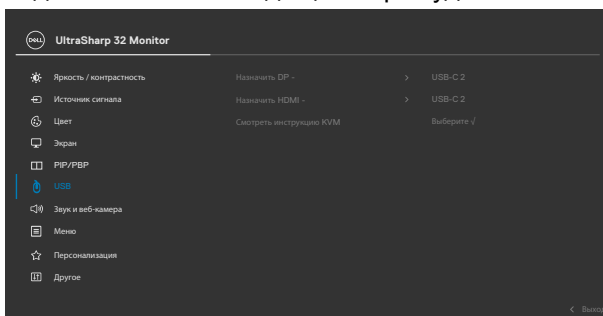 DELL
UltraSharp 32 Monitor
Яркость / контрастность
Назначить DP - > USB-C 2
Источник сигнала
Назначить HDMI - > USB-C 2
Цвет
Смотреть инструкцию KVM Выберите √
Экран
PIP/PBP
USB
Звук и веб-камера
Меню
Персонализация
Другое
< Выход